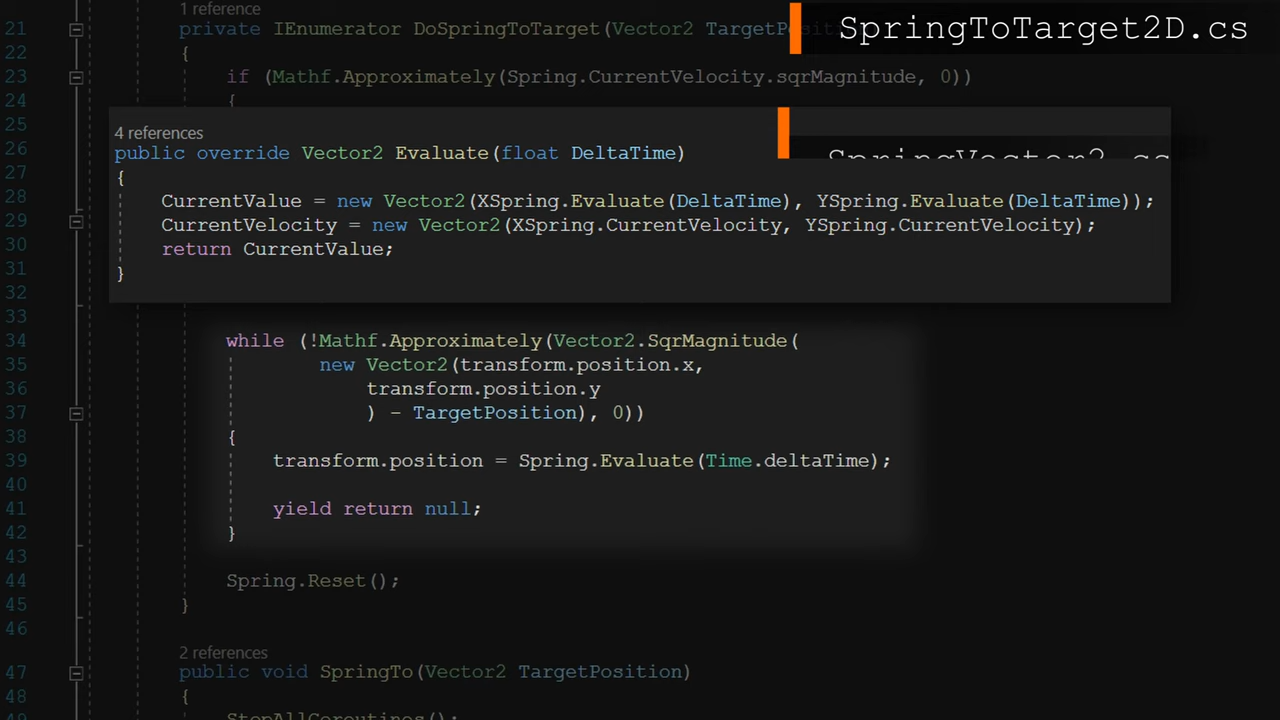 1 reference
SpringToTarget2D.cs
21 private IEnumerator DoSpringToTarget(Vector2
22 {
23 if (Mathf.Approximately(Spring.CurrentVelocity.sqrMagnitude, 0))
24 {
25
4 references
26 public override Vector2 Evaluate(float DeltaTime)
SpringVector2.cs
27 {
28 CurrentValue = new Vector2(XSpring.Evaluate(DeltaTime), YSpring.Evaluate(DeltaTime));
29 CurrentVelocity = new Vector2(XSpring.CurrentVelocity, YSpring.CurrentVelocity);
30 return CurrentValue;
31 }
32
33
34 while (!Mathf.Approximately(Vector2.SqrMagnitude(
35 new Vector2(transform.position.x,
36 transform.position.y
37 ) - TargetPosition), 0))
38 {
39 transform.position = Spring.Evaluate(Time.deltaTime);
40
41 yield return null;
42 }
43
44 Spring.Reset();
45 }
46
2 references
47 public void SpringTo(Vector2 TargetPosition)
48 {
49 StopAllCoroutines();